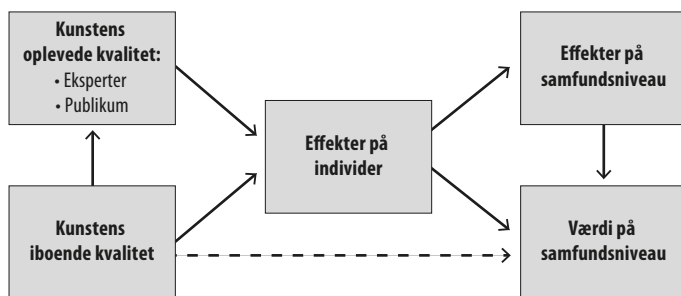 Kunstens
oplevede kvalitet:
• Eksperter
• Publikum
Effekter på
samfundsniveau
Effekter på
individer
Kunstens
iboende kvalitet
Værdi på
samfundsniveau